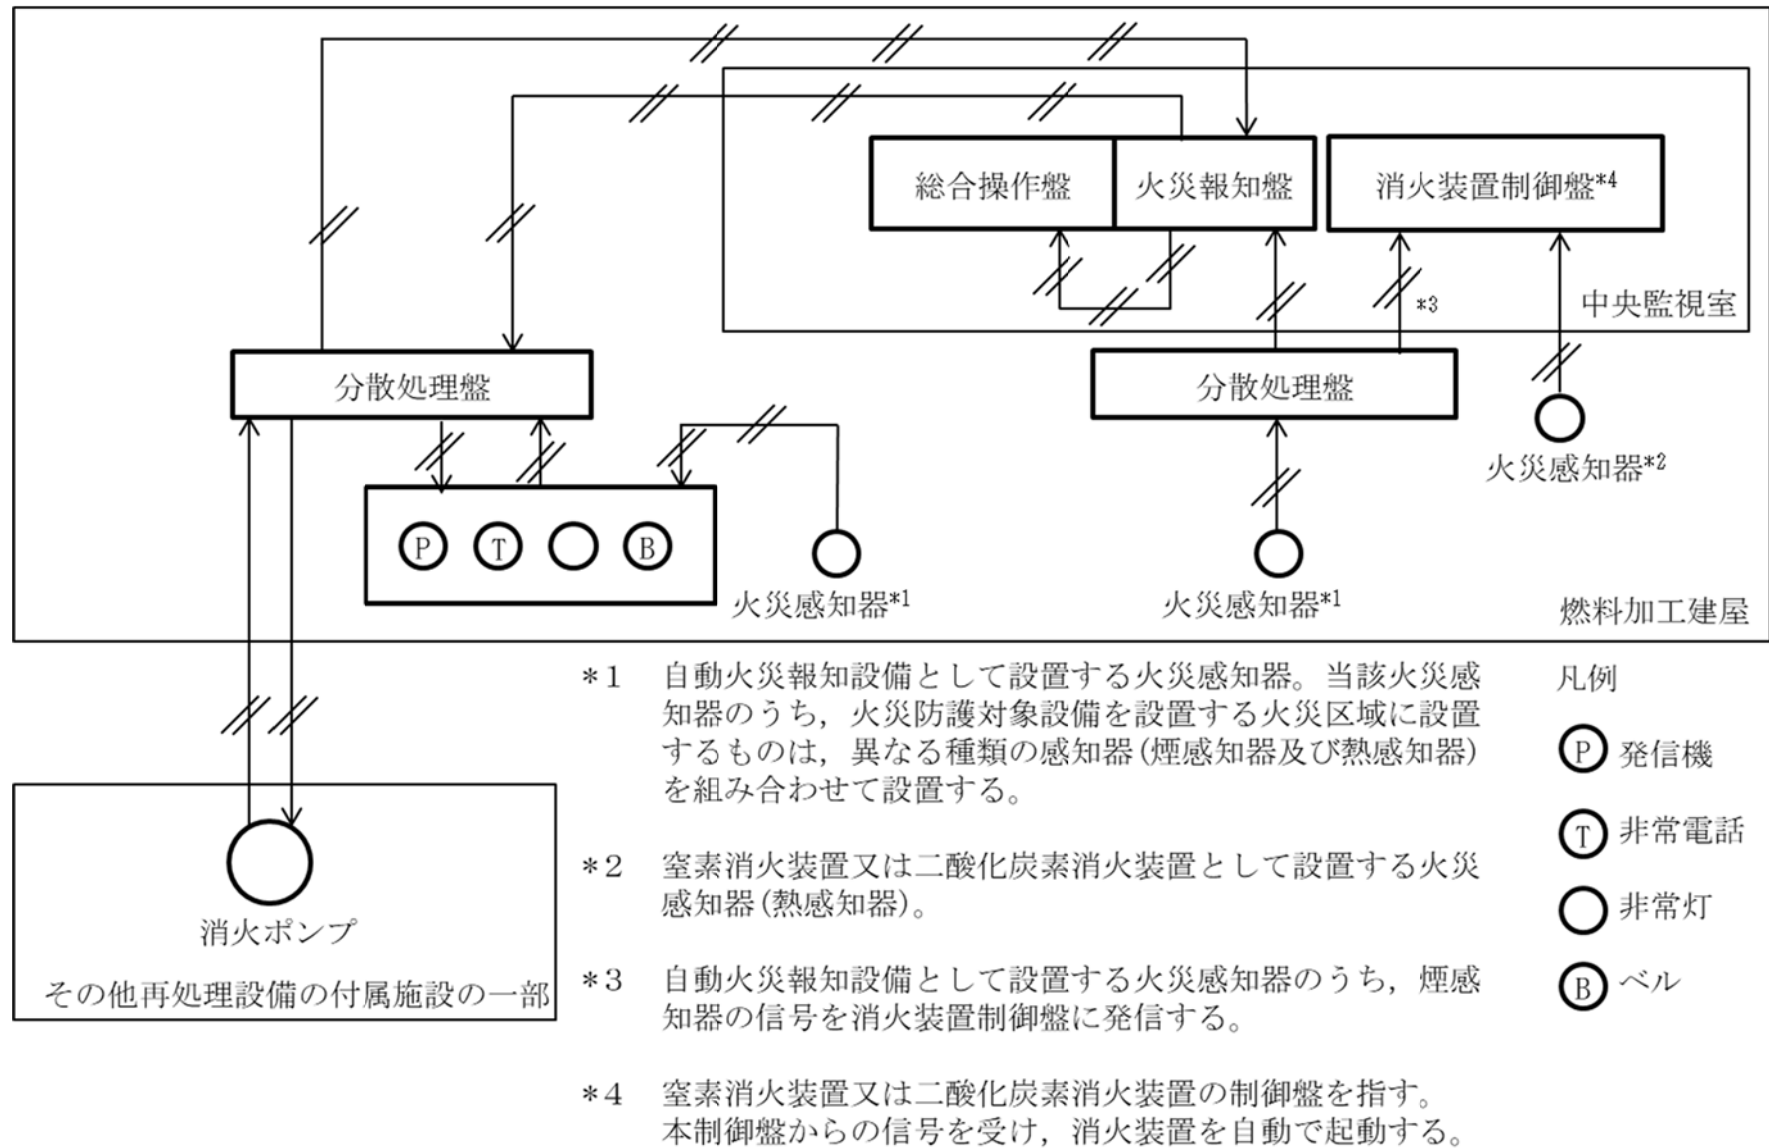 総合操作盤
火災報知盤
消火装置制御盤*4
*3
中央監視室
分散処理盤
分散処理盤
火災感知器*2
P
T
B
火災感知器*1
火災感知器*1
燃料加工建屋
消火ポンプ
その他再処理設備の付属施設の一部
*1 自動火災報知設備として設置する火災感知器。当該火災感
知器のうち，火災防護対象設備を設置する火災区域に設置
するものは，異なる種類の感知器(煙感知器及び熱感知器)
を組み合わせて設置する。
*2 窒素消火装置又は二酸化炭素消火装置として設置する火災
感知器(熱感知器)。
*3 自動火災報知設備として設置する火災感知器のうち，煙感
知器の信号を消火装置制御盤に発信する。
*4 窒素消火装置又は二酸化炭素消火装置の制御盤を指す。
本制御盤からの信号を受け，消火装置を自動で起動する。
凡例
P 発信機
T 非常電話
非常灯
B ベル